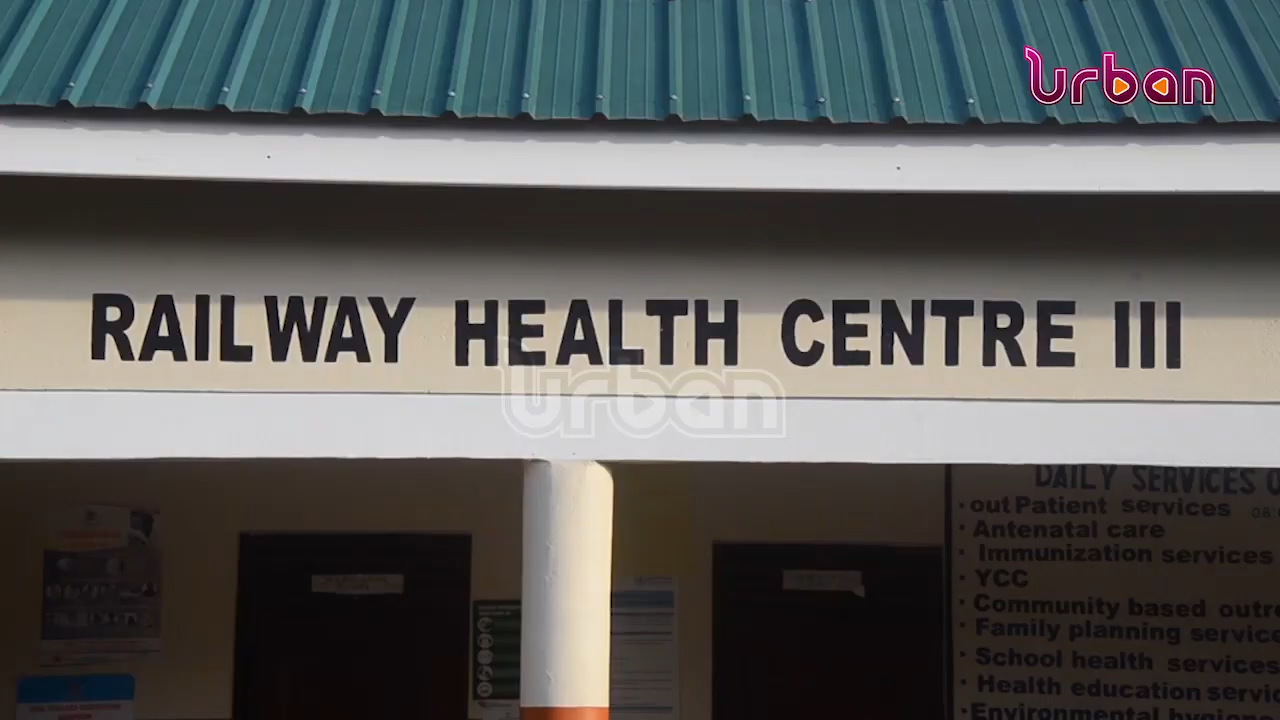 urban
RAILWAY HEALTH CENTRE III
urban
DAILY SERVICES
• out Patient services
• Antenatal care
• Immunization services
• YCC
• Community based
• Family planning
• School health services
• Health education
• Environmental